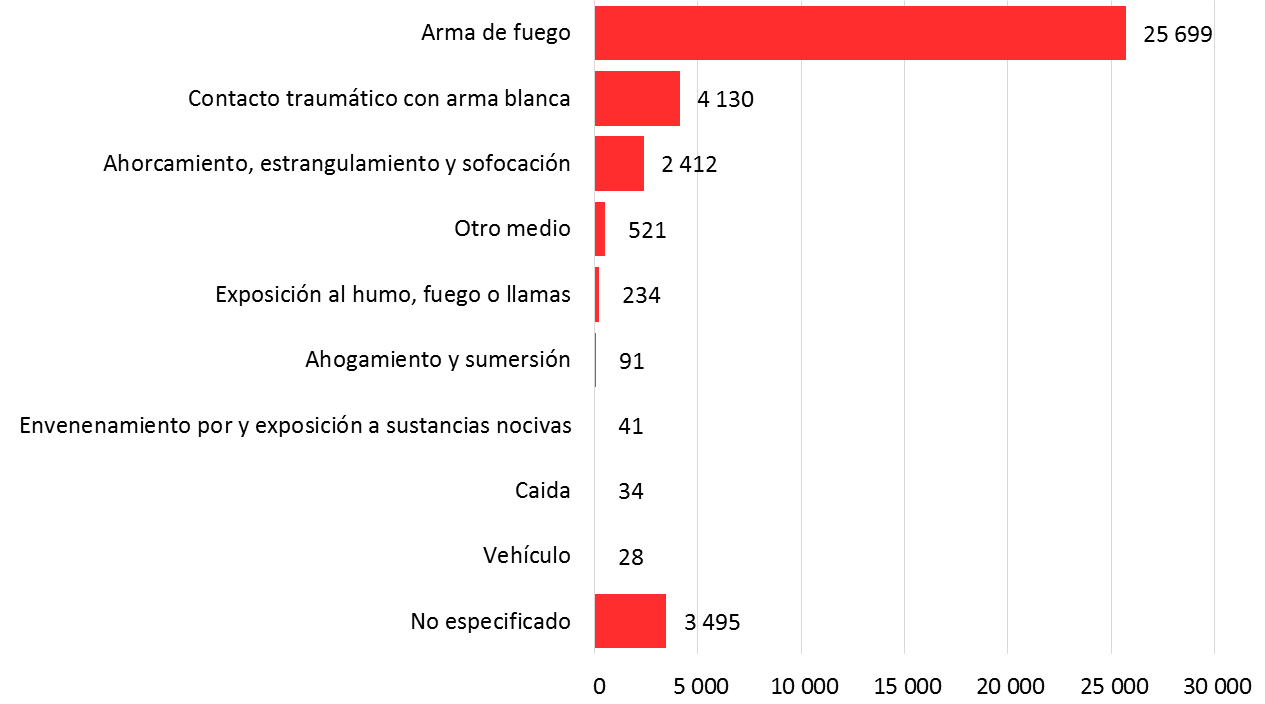 Arma de fuego 25 699
Contacto traumático con arma blanca 4 130
Ahorcamiento, estrangulamiento y sofocación 2 412
Otro medio 521
Exposición al humo, fuego o llamas 234
Ahogamiento y sumersión 91
Envenenamiento por y exposición a sustancias nocivas 41
Caida 34
Vehículo 28
No especificado 3 495
0 5 000 10 000 15 000 20 000 25 000 30 000